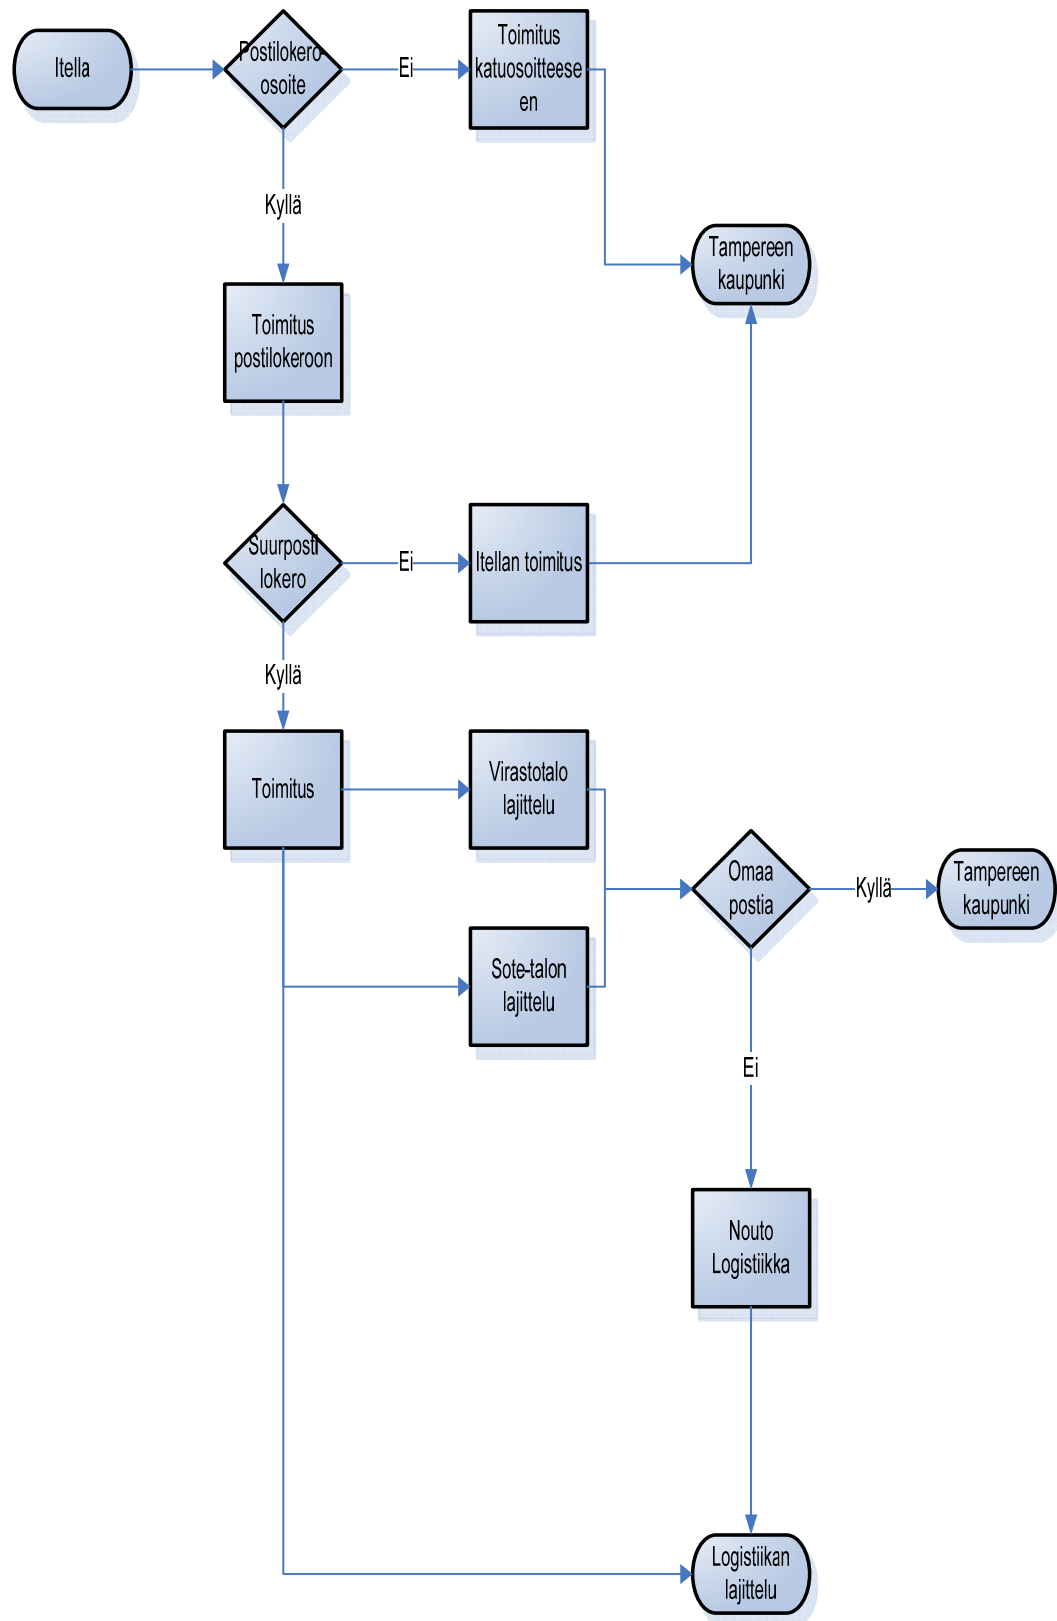 Itella
Postilokero-
osoite
Ei
Toimitus
katuosoitteese
en
Kyllä
Tampereen
kaupunki
Toimitus
postilokeroon
Suurposti
lokero
Ei
Itellan toimitus
Kyllä
Toimitus
Virastotalo
lajittelu
Omaa
postia
Kyllä
Tampereen
kaupunki
Sote-talon
lajittelu
Ei
Nouto
Logistiikka
Logistiikan
lajittelu